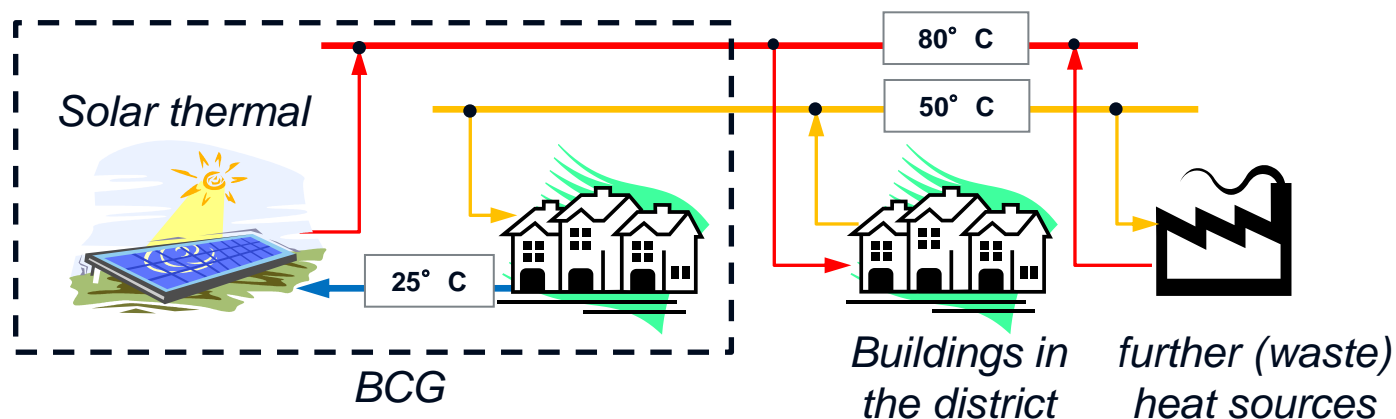 80° C
50° C
Solar thermal
25° C
BCG
Buildings in
the district
further (waste)
heat sources